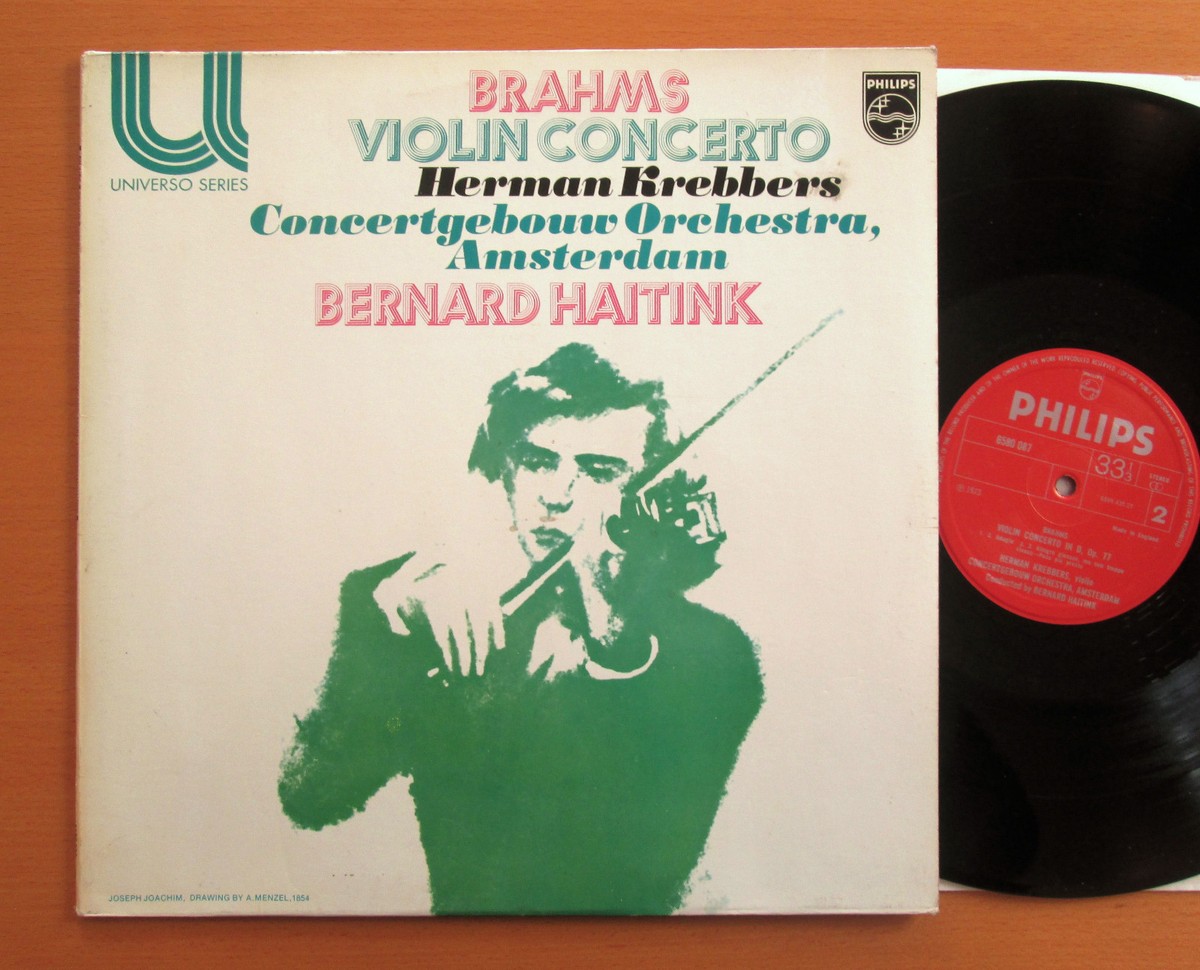 UNIVERSO SERIES
BRAHMS
VIOLIN CONCERTO
Herman Krebbers
Concertgebouw Orchestra,
Amsterdam
BERNARD HAITINK
PHILIPS
JOSEPH JOACHIM, DRAWING BY A.MENZEL,1854
PHILIPS
6580 087
33 1/3
STEREO
2
Made in England
BRAHMS
VIOLIN CONCERTO IN D, Op. 77
HERMAN KREBBERS, violin
CONCERTGEBOUW ORCHESTRA, AMSTERDAM
Conducted by BERNARD HAITINK